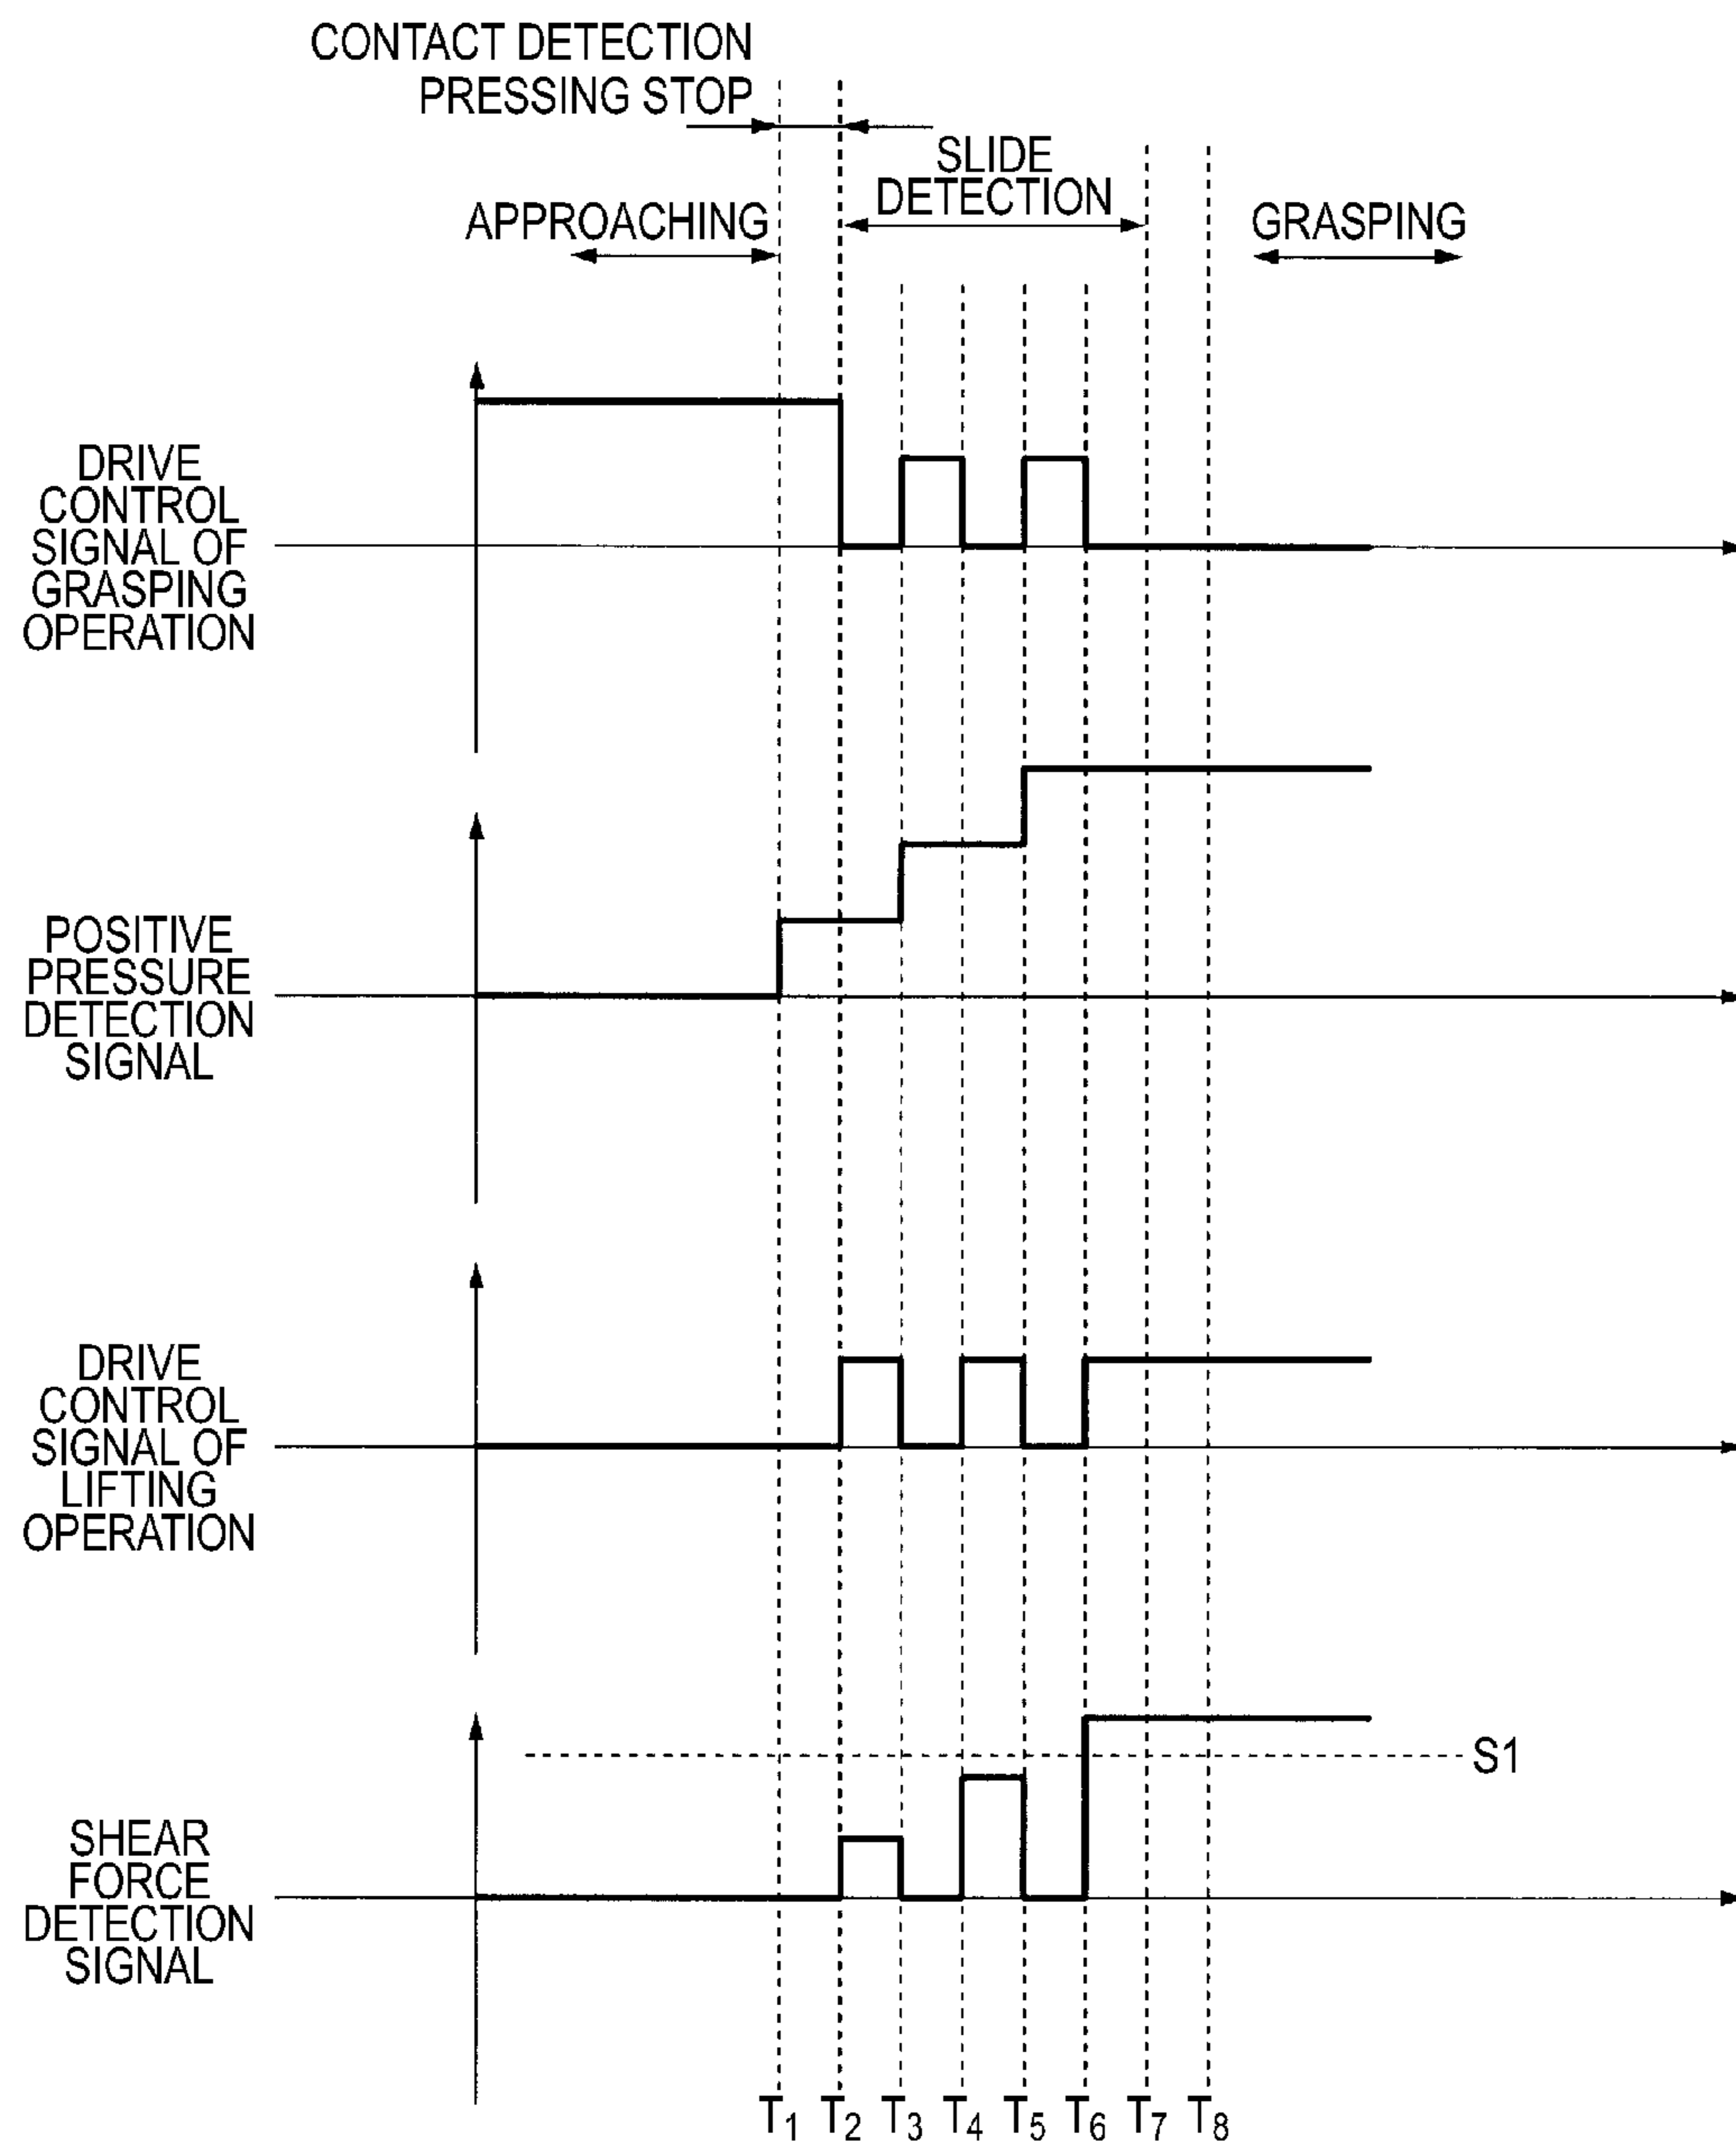 CONTACT DETECTION
PRESSING STOP
SLIDE
DETECTION
APPROACHING
GRASPING
DRIVE
CONTROL
SIGNAL OF
GRASPING
OPERATION
POSITIVE
PRESSURE
DETECTION
SIGNAL
DRIVE
CONTROL
SIGNAL OF
LIFTING
OPERATION
S1
SHEAR
FORCE
DETECTION
SIGNAL
T1 T2 T3 T4 T5 T6 T7 T8